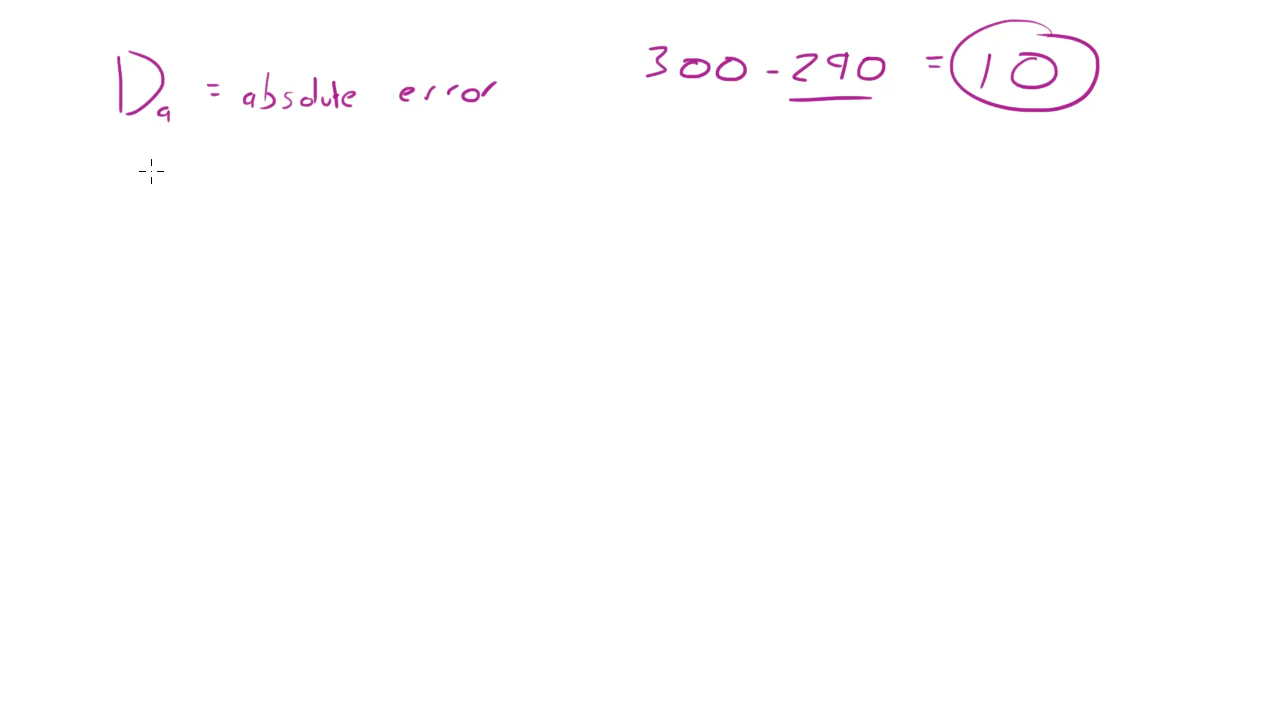 Da = absolute error
300 - 290 = 10